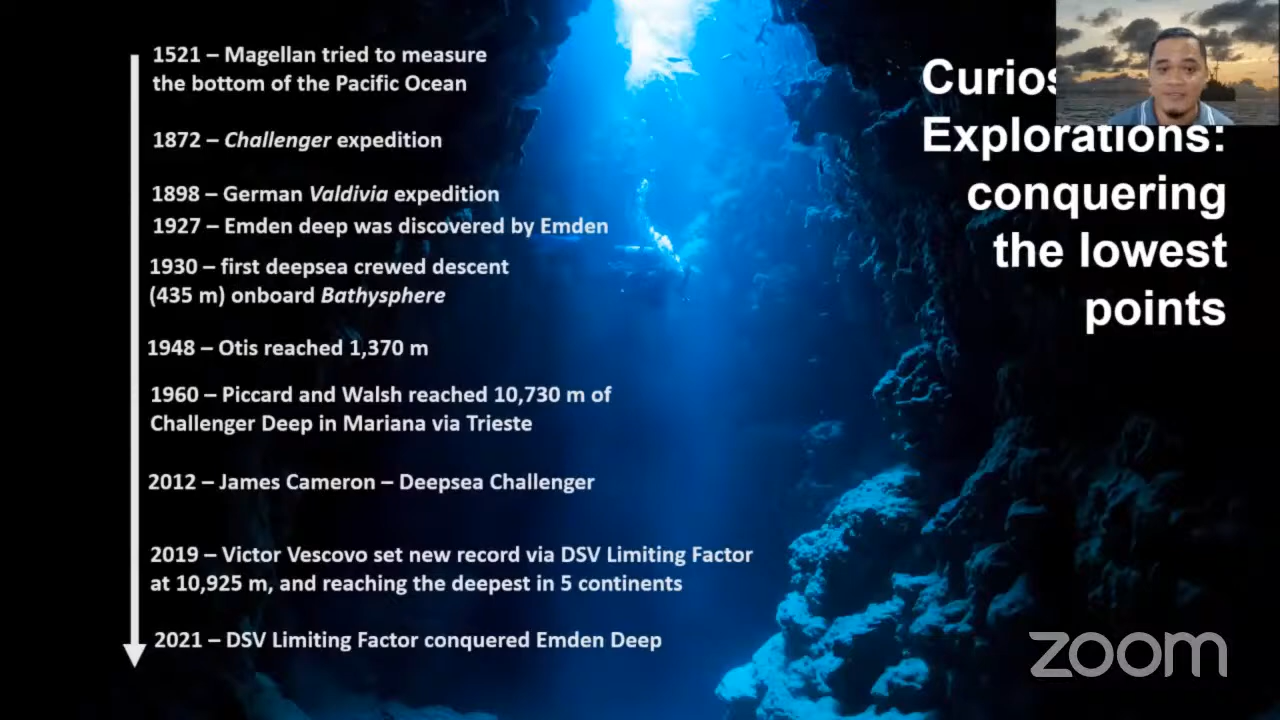 1521 – Magellan tried to measure
the bottom of the Pacific Ocean
1872 – Challenger expedition
1898 – German Valdivia expedition
1927 – Emden deep was discovered by Emden
1930 – first deepsea crewed descent
(435 m) onboard Bathysphere
1948 – Otis reached 1,370 m
1960 – Piccard and Walsh reached 10,730 m of
Challenger Deep in Mariana via Trieste
2012 – James Cameron – Deepsea Challenger
2019 – Victor Vescovo set new record via DSV Limiting Factor
at 10,925 m, and reaching the deepest in 5 continents
2021 – DSV Limiting Factor conquered Emden Deep
Explorations:
conquering
the lowest
points
zoom